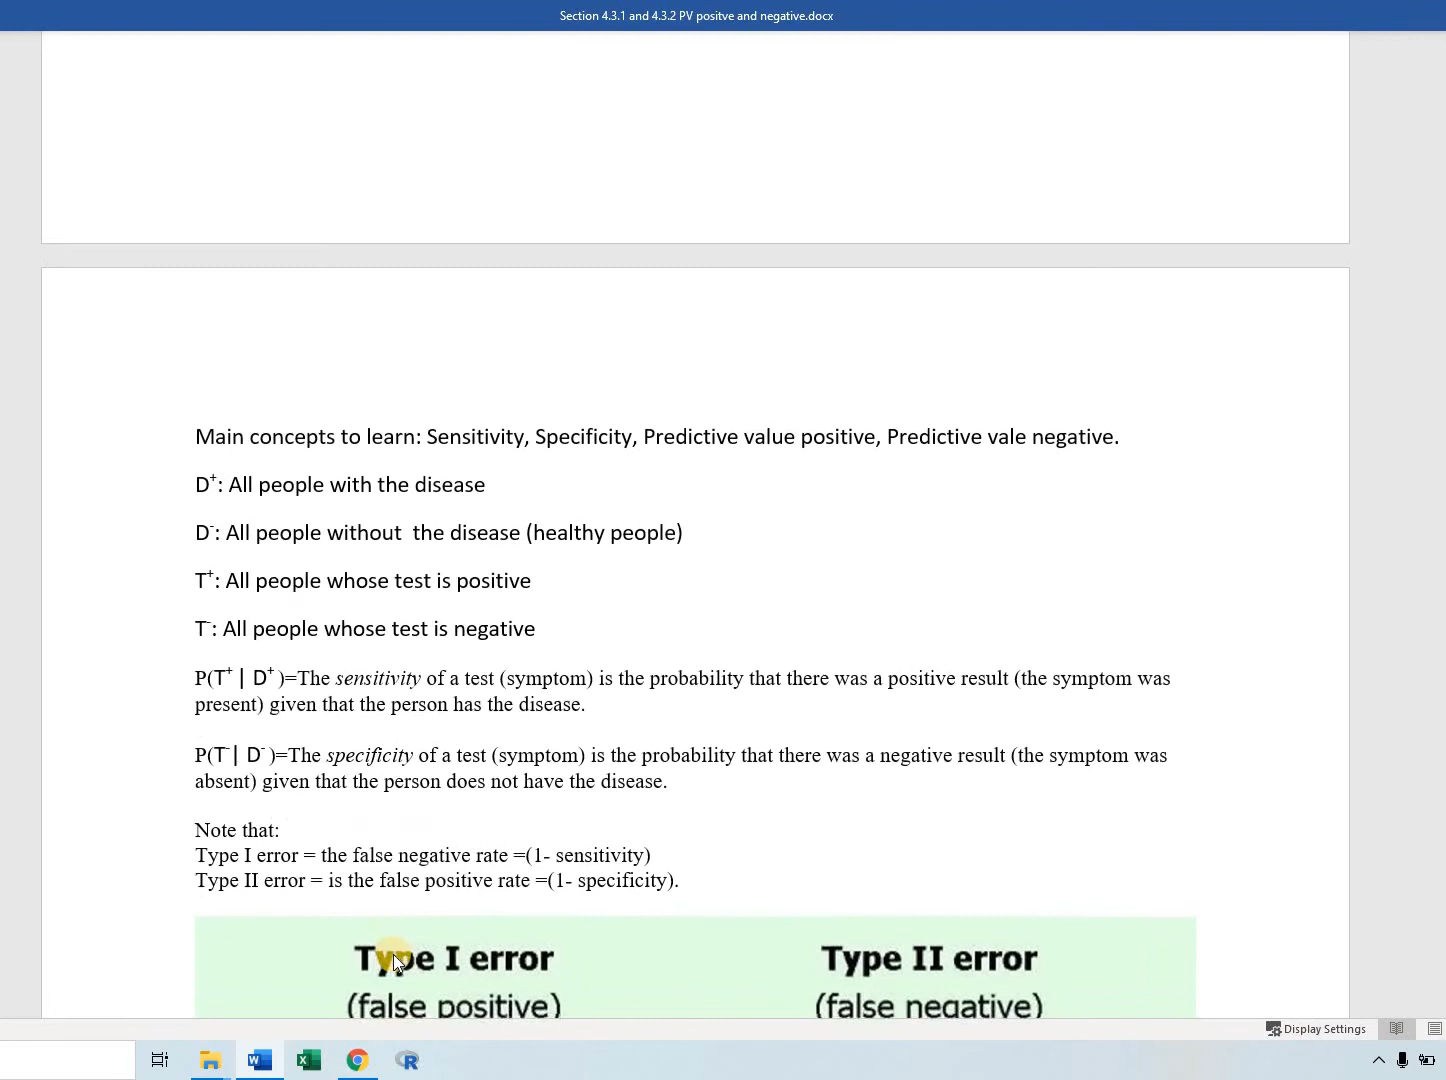 Section 4.3.1 and 4.3.2 PV positve and negative.docx
Main concepts to learn: Sensitivity, Specificity, Predictive value positive, Predictive vale negative.
D⁺: All people with the disease
D⁻: All people without  the disease (healthy people)
T⁺: All people whose test is positive
T⁻: All people whose test is negative
P(T⁺ | D⁺ )=The sensitivity of a test (symptom) is the probability that there was a positive result (the symptom was
present) given that the person has the disease.
P(T⁻ | D⁻ )=The specificity of a test (symptom) is the probability that there was a negative result (the symptom was
absent) given that the person does not have the disease.
Note that:
Type I error = the false negative rate =(1- sensitivity)
Type II error = is the false positive rate =(1- specificity).
Type I error
(false positive)
Type II error
(false negative)
Display Settings